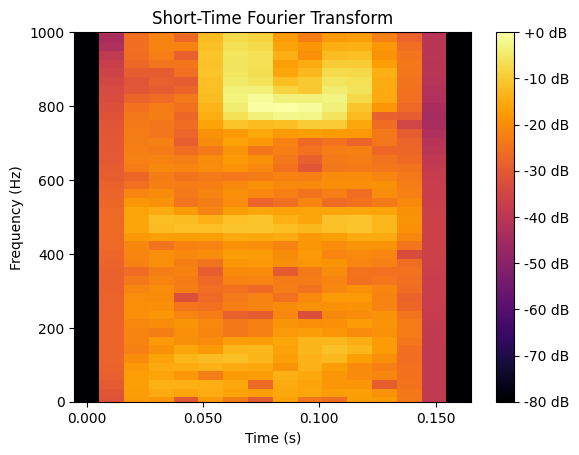 Short-Time Fourier Transform
Frequency (Hz)
1000
800
600
400
200
0
0.000
0.050
0.100
0.150
Time (s)
+0 dB
-10 dB
-20 dB
-30 dB
-40 dB
-50 dB
-60 dB
-70 dB
-80 dB